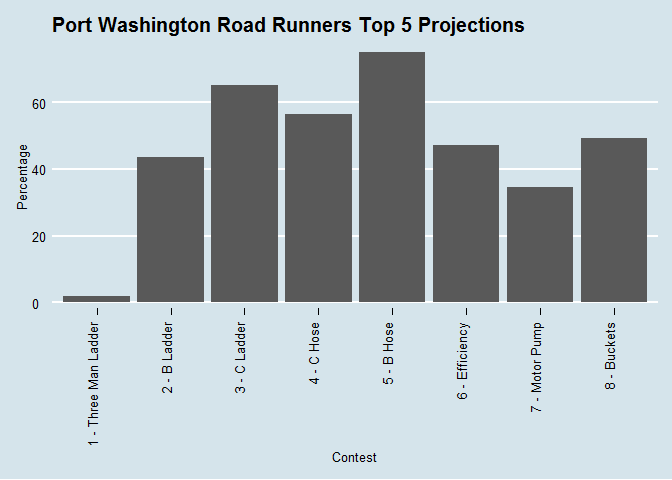 Port Washington Road Runners Top 5 Projections
Percentage
60
40
20
0
1 - Three Man Ladder
2 - B Ladder
3 - C Ladder
4 - C Hose
5 - B Hose
6 - Efficiency
7 - Motor Pump
8 - Buckets
Contest